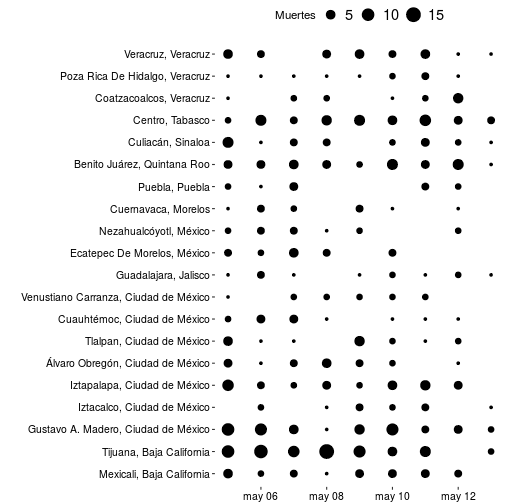 Muertes 5 10 15
Veracruz, Veracruz
Poza Rica De Hidalgo, Veracruz
Coatzacoalcos, Veracruz
Centro, Tabasco
Culiacán, Sinaloa
Benito Juárez, Quintana Roo
Puebla, Puebla
Cuernavaca, Morelos
Nezahualcóyotl, México
Ecatepec De Morelos, México
Guadalajara, Jalisco
Venustiano Carranza, Ciudad de México
Cuauhtémoc, Ciudad de México
Tlalpan, Ciudad de México
Álvaro Obregón, Ciudad de México
Iztapalapa, Ciudad de México
Iztacalco, Ciudad de México
Gustavo A. Madero, Ciudad de México
Tijuana, Baja California
Mexicali, Baja California
may 06 may 08 may 10 may 12